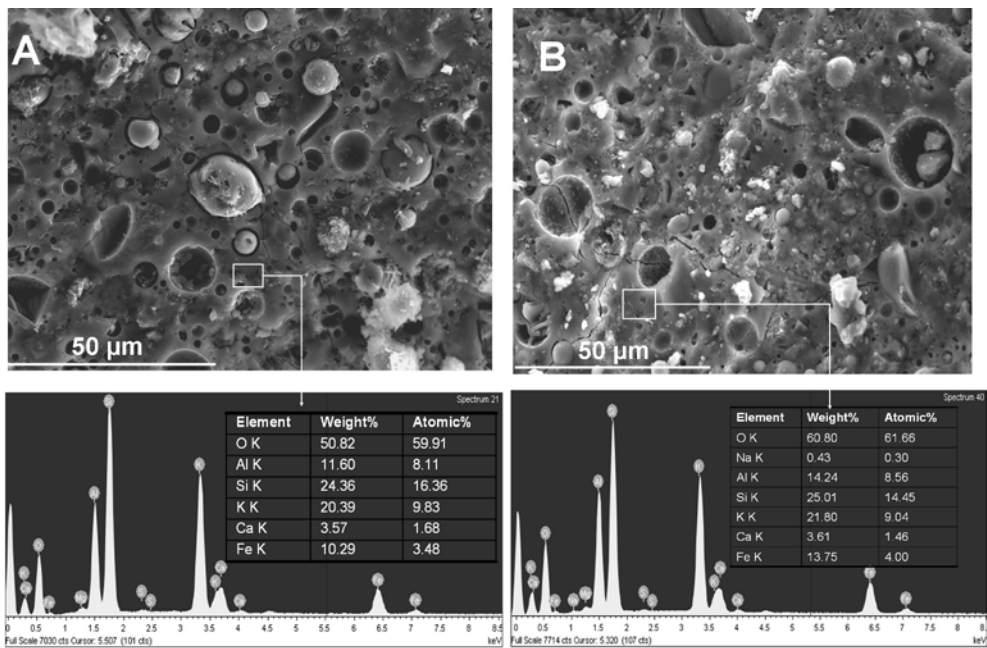 A
50 µm
B
50 µm
Spectrum 21
Element Weight% Atomic%
O K 50.82 59.91
Al K 11.60 8.11
Si K 24.36 16.36
K K 20.39 9.83
Ca K 3.57 1.68
Fe K 10.29 3.48
0 0.5 1 1.5 2 2.5 3 3.5 4 4.5 5 5.5 6 6.5 7 7.5 8 8.5
Full Scale 7030 cts Cursor: 5.507 (101 cts) keV
Spectrum 40
Element Weight% Atomic%
O K 60.80 61.66
Na K 0.43 0.30
Al K 14.24 8.56
Si K 25.01 14.45
K K 21.80 9.04
Ca K 3.61 1.46
Fe K 13.75 4.00
0 0.5 1 1.5 2 2.5 3 3.5 4 4.5 5 5.5 6 6.5 7 7.5 8 8.5
Full Scale 7714 cts Cursor: 5.320 (107 cts) keV